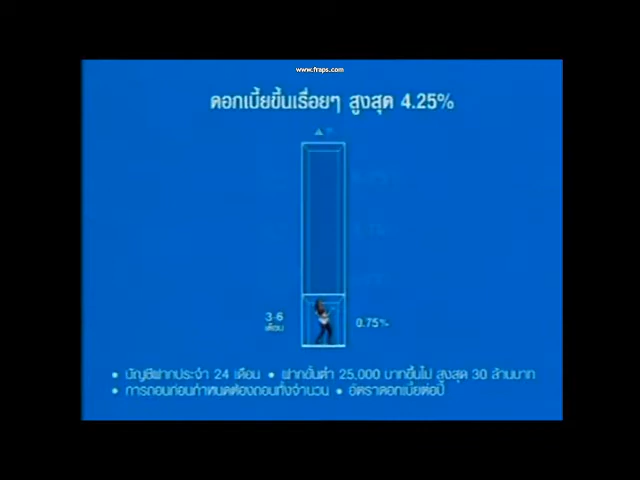 www.fraps.com
ดอกเบี้ยขึ้นเรื่อยๆ สูงสุด 4.25%
3-6 เดือน 0.75%
• บัญชีฝากประจำ 24 เดือน • ฝากขั้นต่ำ 25,000 บาทขึ้นไป สูงสุด 30 ล้านบาท
• การถอนก่อนกำหนดต้องถอนทั้งจำนวน • อัตราดอกเบี้ยต่อปี